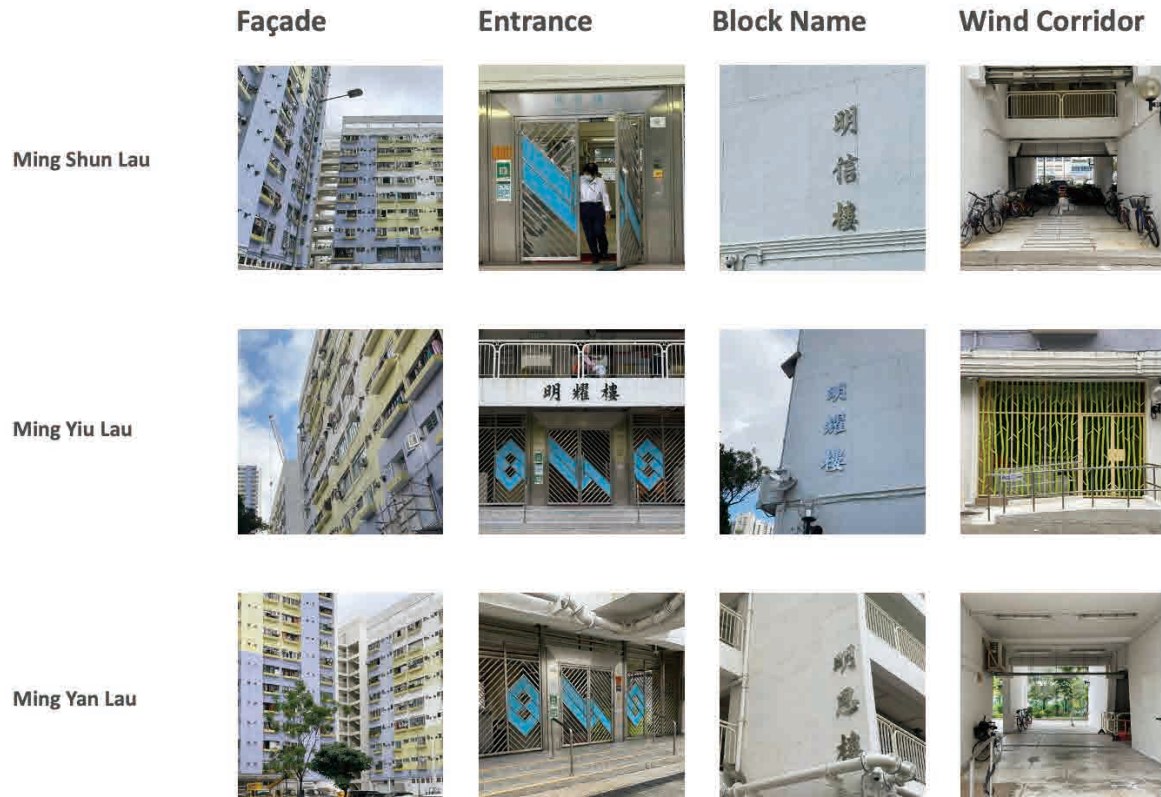 Façade Entrance Block Name Wind Corridor
Ming Shun Lau
明信樓
Ming Yiu Lau
明耀樓
明耀樓
Ming Yan Lau
明恩樓